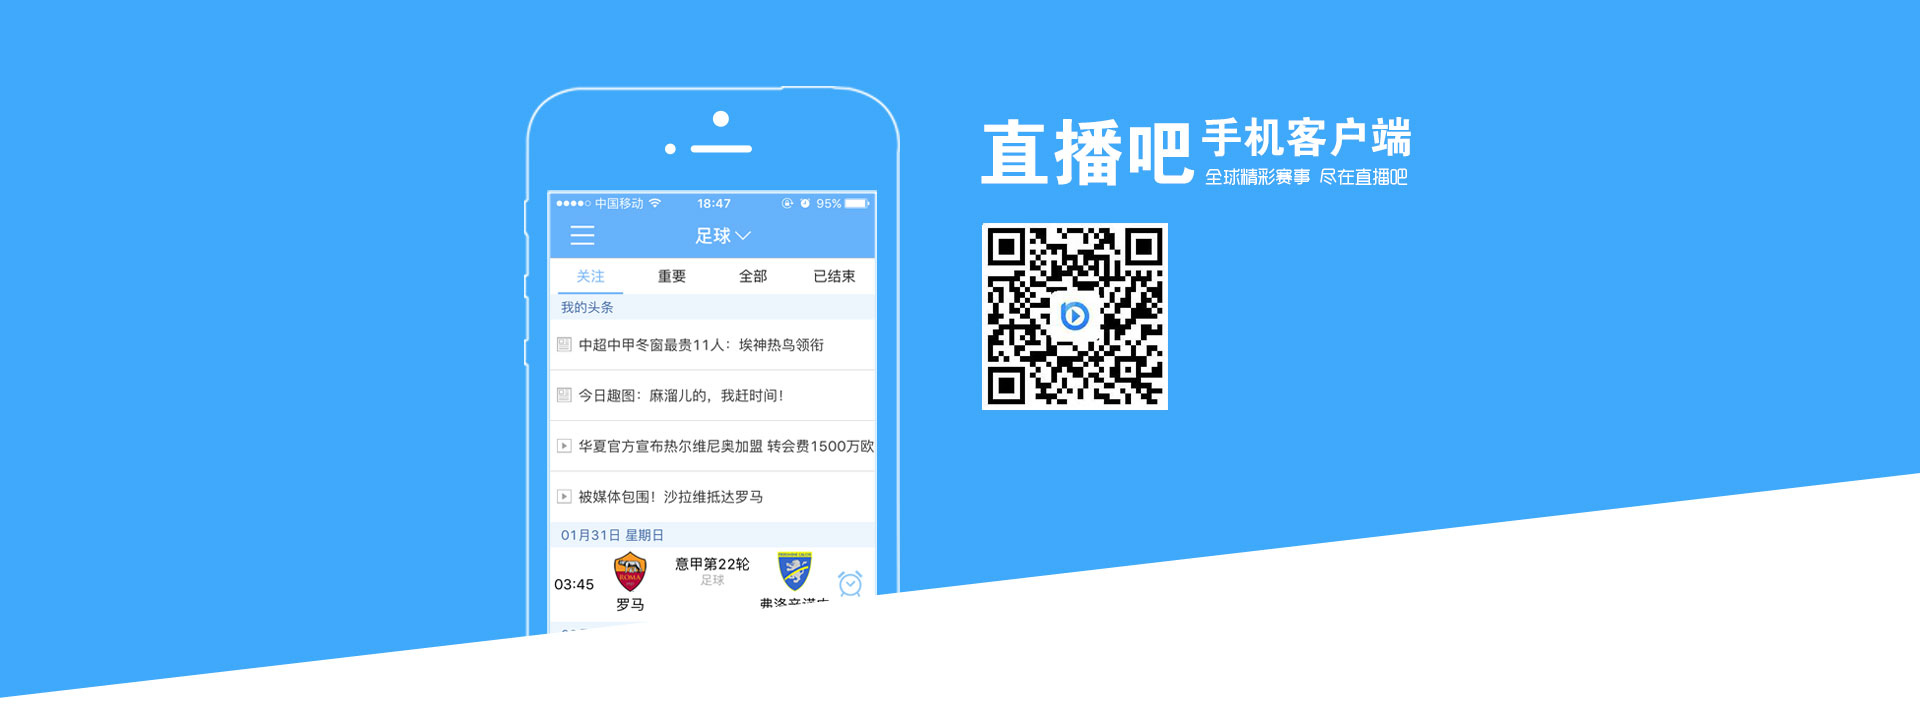 直播吧 手机客户端
全球精彩赛事 尽在直播吧
中国移动 18:47 95%
足球
关注 重要 全部 已结束
我的头条
中超中甲冬窗最贵11人：埃神热鸟领衔
今日趣图：麻溜儿的，我赶时间！
华夏官方宣布热尔维尼奥加盟 转会费1500万欧
被媒体包围！沙拉维抵达罗马
01月31日 星期日
意甲第22轮
足球
03:45
ROMA
罗马